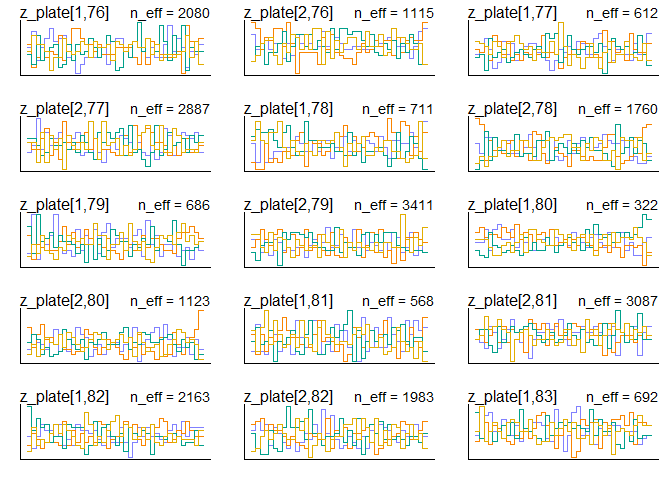 z_plate[1,76] n_eff = 2080 z_plate[2,76] n_eff = 1115 z_plate[1,77] n_eff = 612
z_plate[2,77] n_eff = 2887 z_plate[1,78] n_eff = 711 z_plate[2,78] n_eff = 1760
z_plate[1,79] n_eff = 686 z_plate[2,79] n_eff = 3411 z_plate[1,80] n_eff = 322
z_plate[2,80] n_eff = 1123 z_plate[1,81] n_eff = 568 z_plate[2,81] n_eff = 3087
z_plate[1,82] n_eff = 2163 z_plate[2,82] n_eff = 1983 z_plate[1,83] n_eff = 692